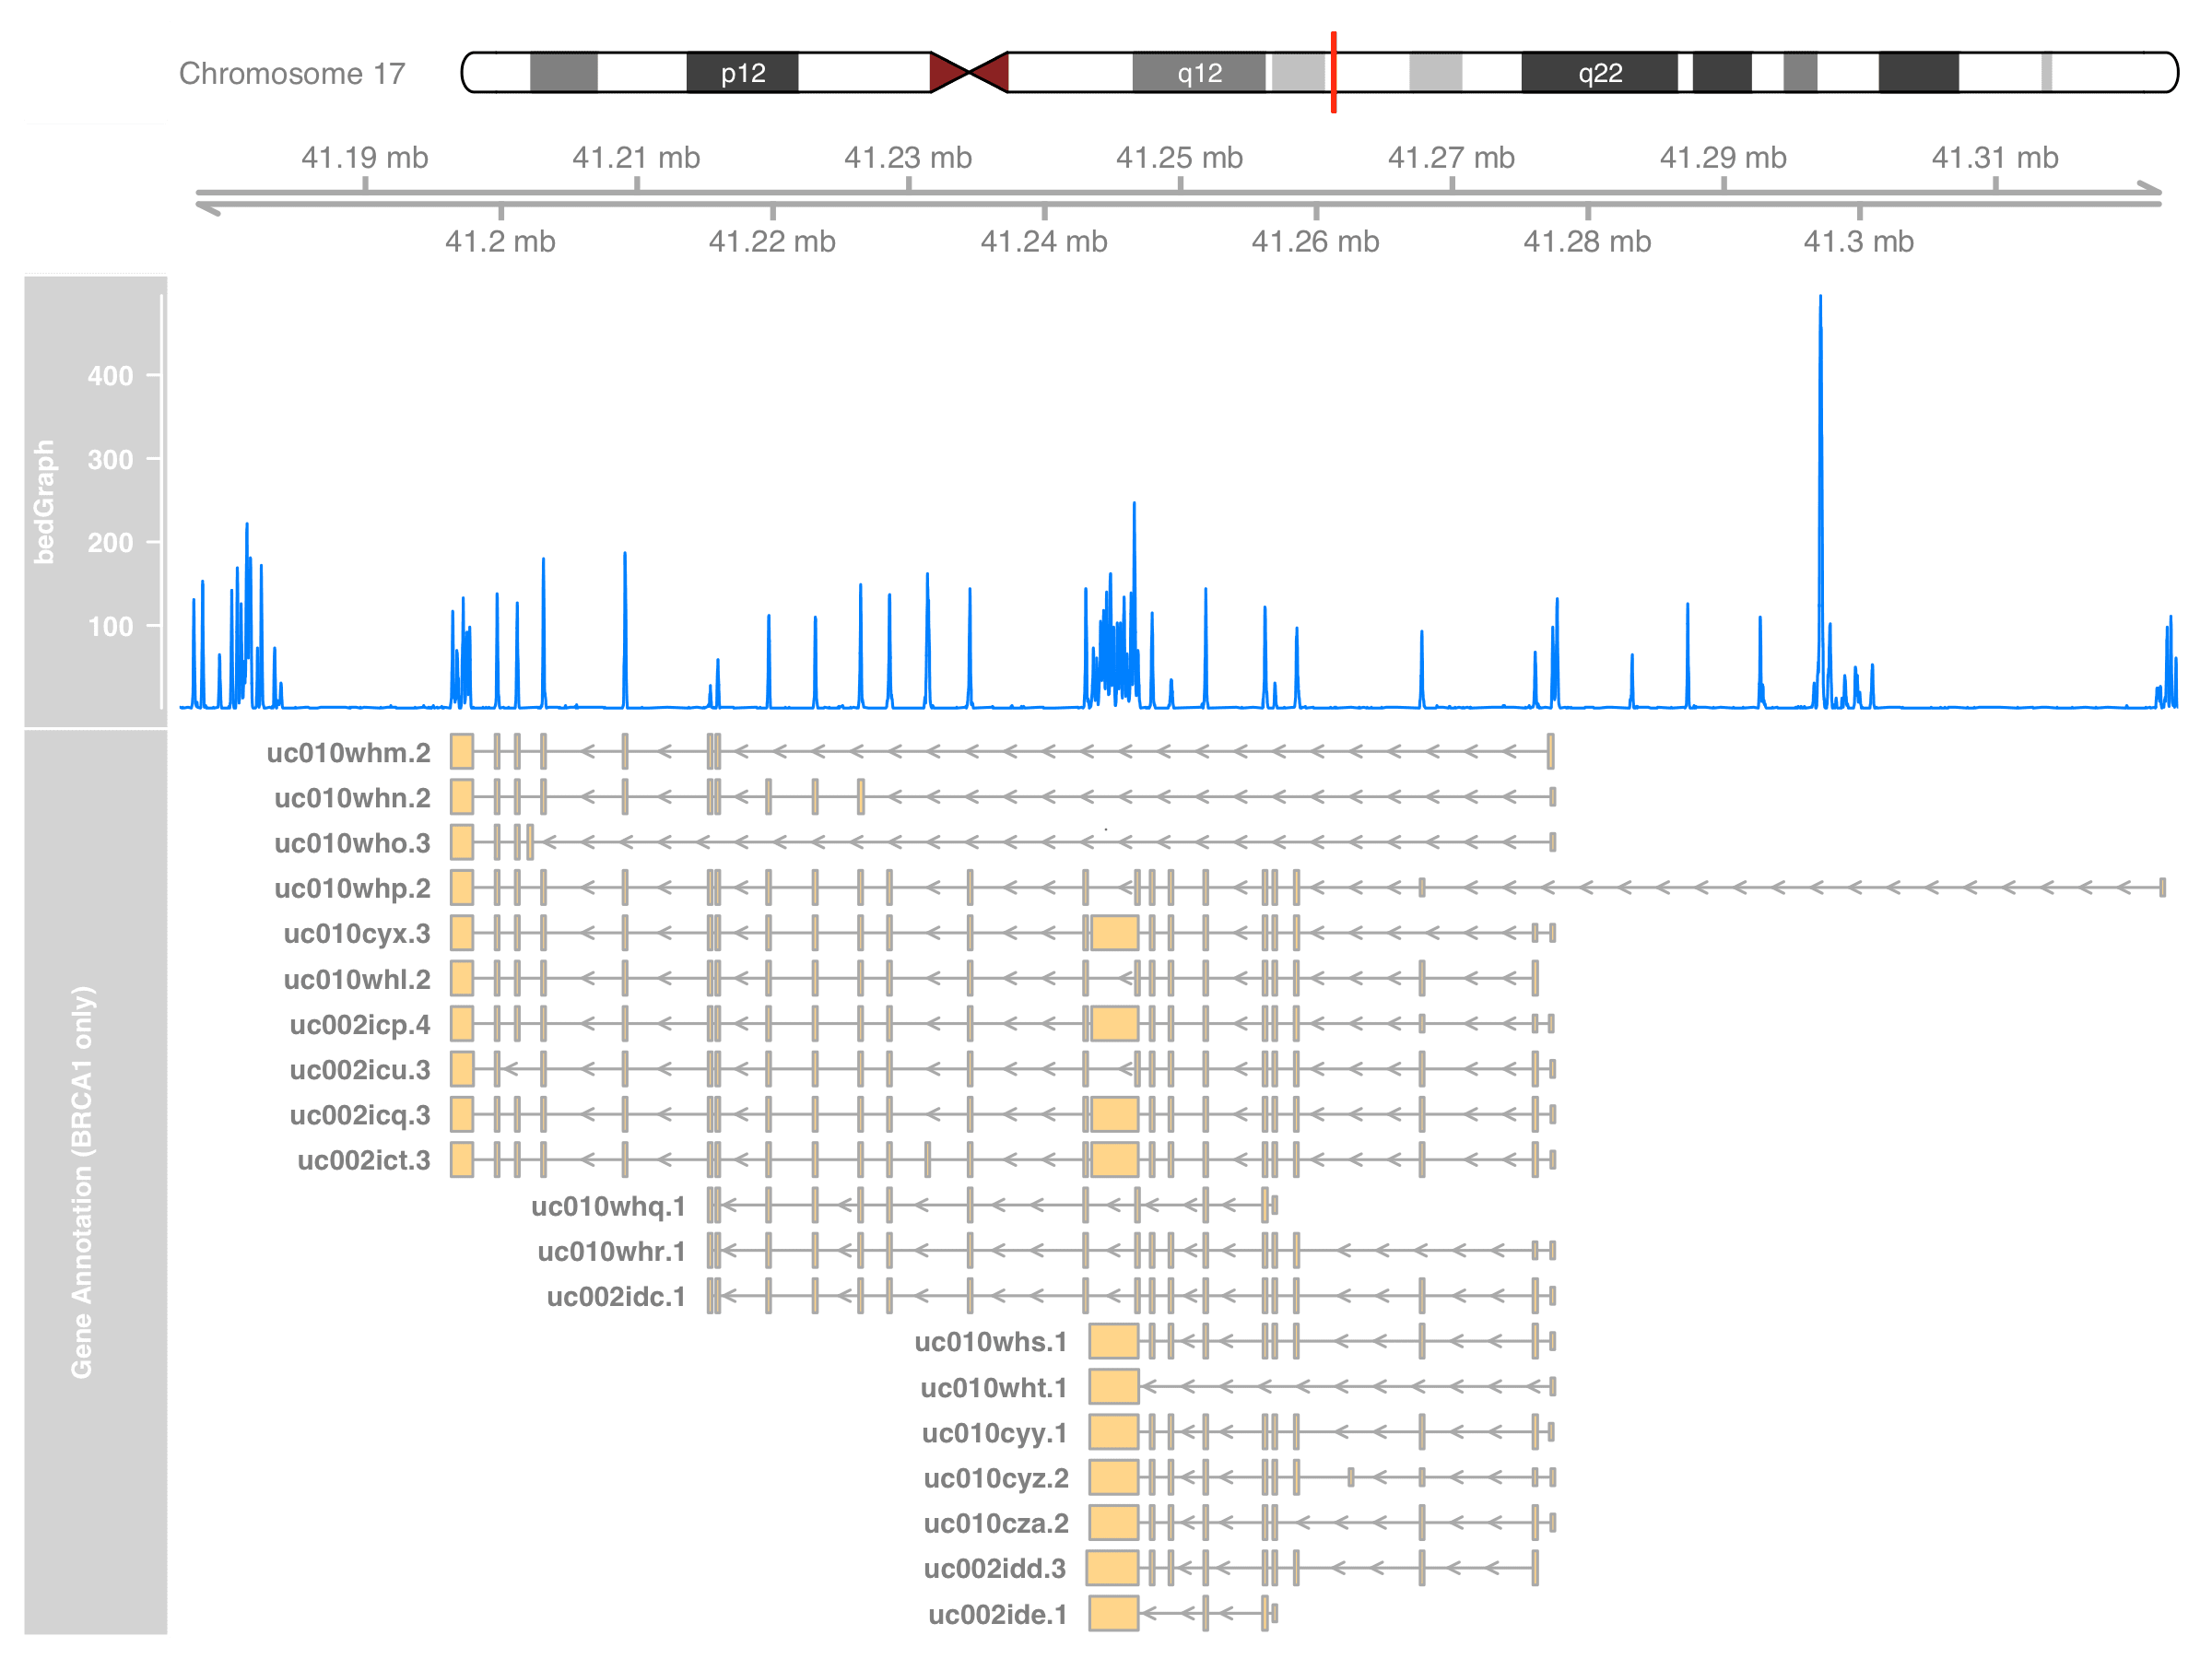 Chromosome 17 p12 q12 q22
41.19 mb 41.21 mb 41.23 mb 41.25 mb 41.27 mb 41.29 mb 41.31 mb
41.2 mb 41.22 mb 41.24 mb 41.26 mb 41.28 mb 41.3 mb
bedGraph
400
300
200
100
Gene Annotation (BRCA1 only)
uc010whm.2
uc010whn.2
uc010who.3
uc010whp.2
uc010cyx.3
uc010whl.2
uc002icp.4
uc002icu.3
uc002icq.3
uc002ict.3
uc010whq.1
uc010whr.1
uc002idc.1
uc010whs.1
uc010wht.1
uc010cyy.1
uc010cyz.2
uc010cza.2
uc002idd.3
uc002ide.1